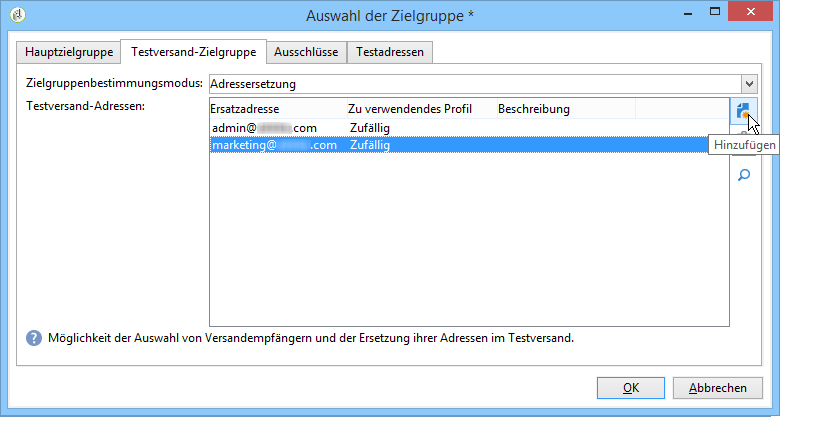 Auswahl der Zielgruppe *
Hauptzielgruppe Testversand-Zielgruppe Ausschlüsse Testadressen
Zielgruppenbestimmungsmodus: Adressersetzung
Testversand-Adressen:
Ersatzadresse Zu verwendendes Profil Beschreibung
admin@ .com Zufällig
marketing@ .com Zufällig
Hinzufügen
? Möglichkeit der Auswahl von Versandempfängern und der Ersetzung ihrer Adressen im Testversand.
OK Abbrechen